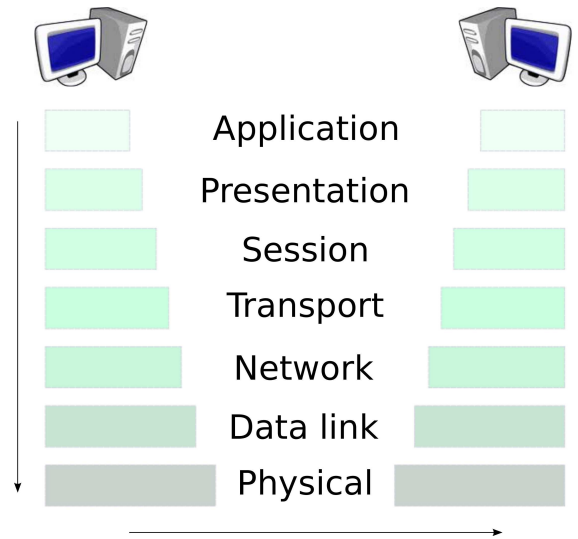 Application
Presentation
Session
Transport
Network
Data link
Physical